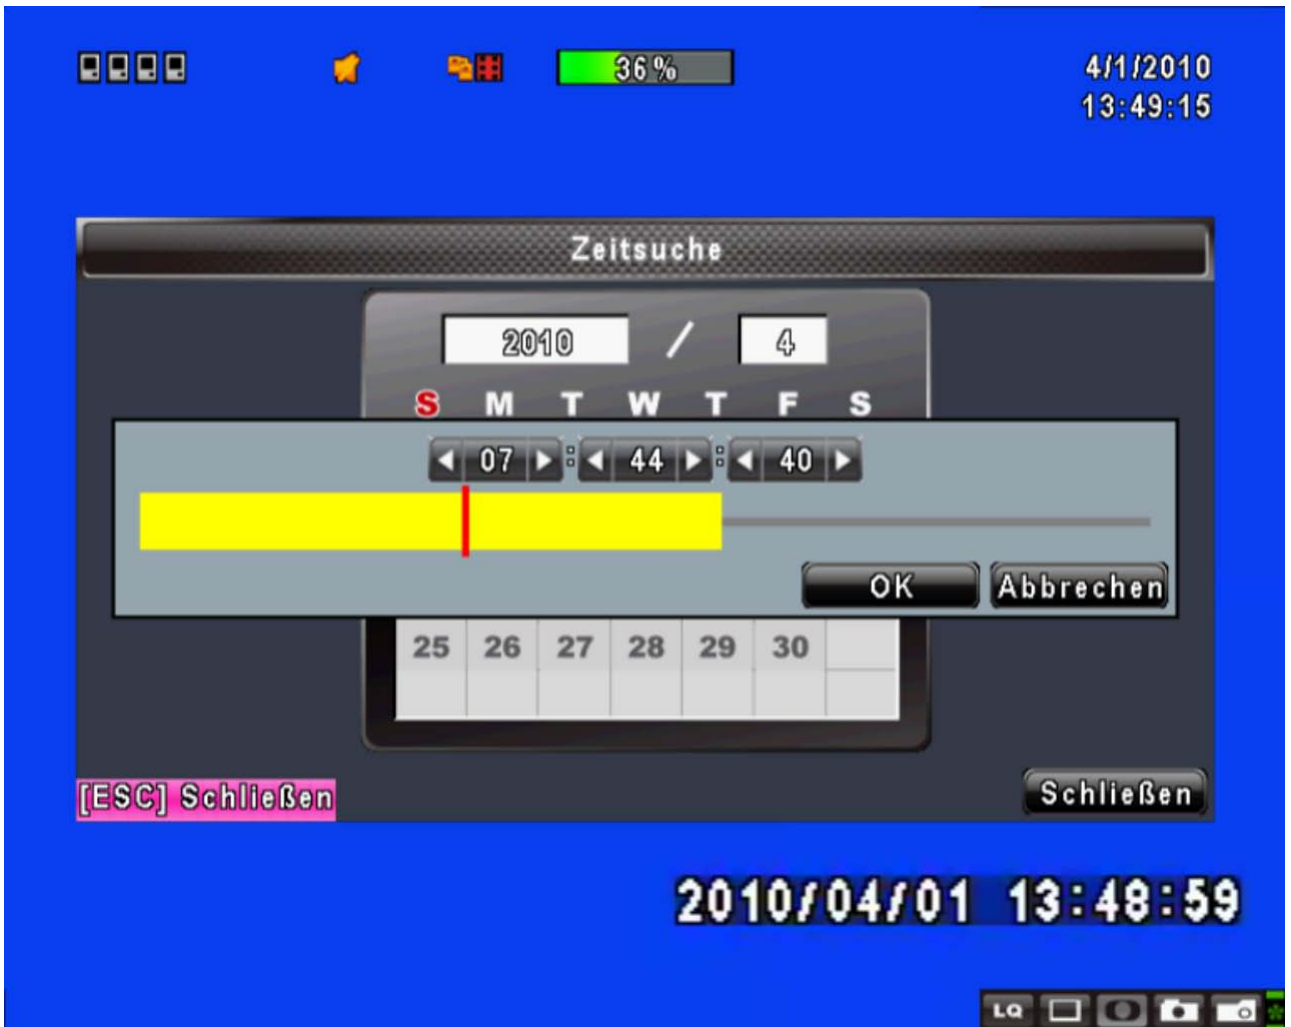 36%
4/1/2010
13:49:15
Zeitsuche
2010 / 4
S M T W T F S
07 : 44 : 40
OK Abbrechen
25 26 27 28 29 30
[ESC] Schließen
Schließen
2010/04/01 13:48:59
LQ